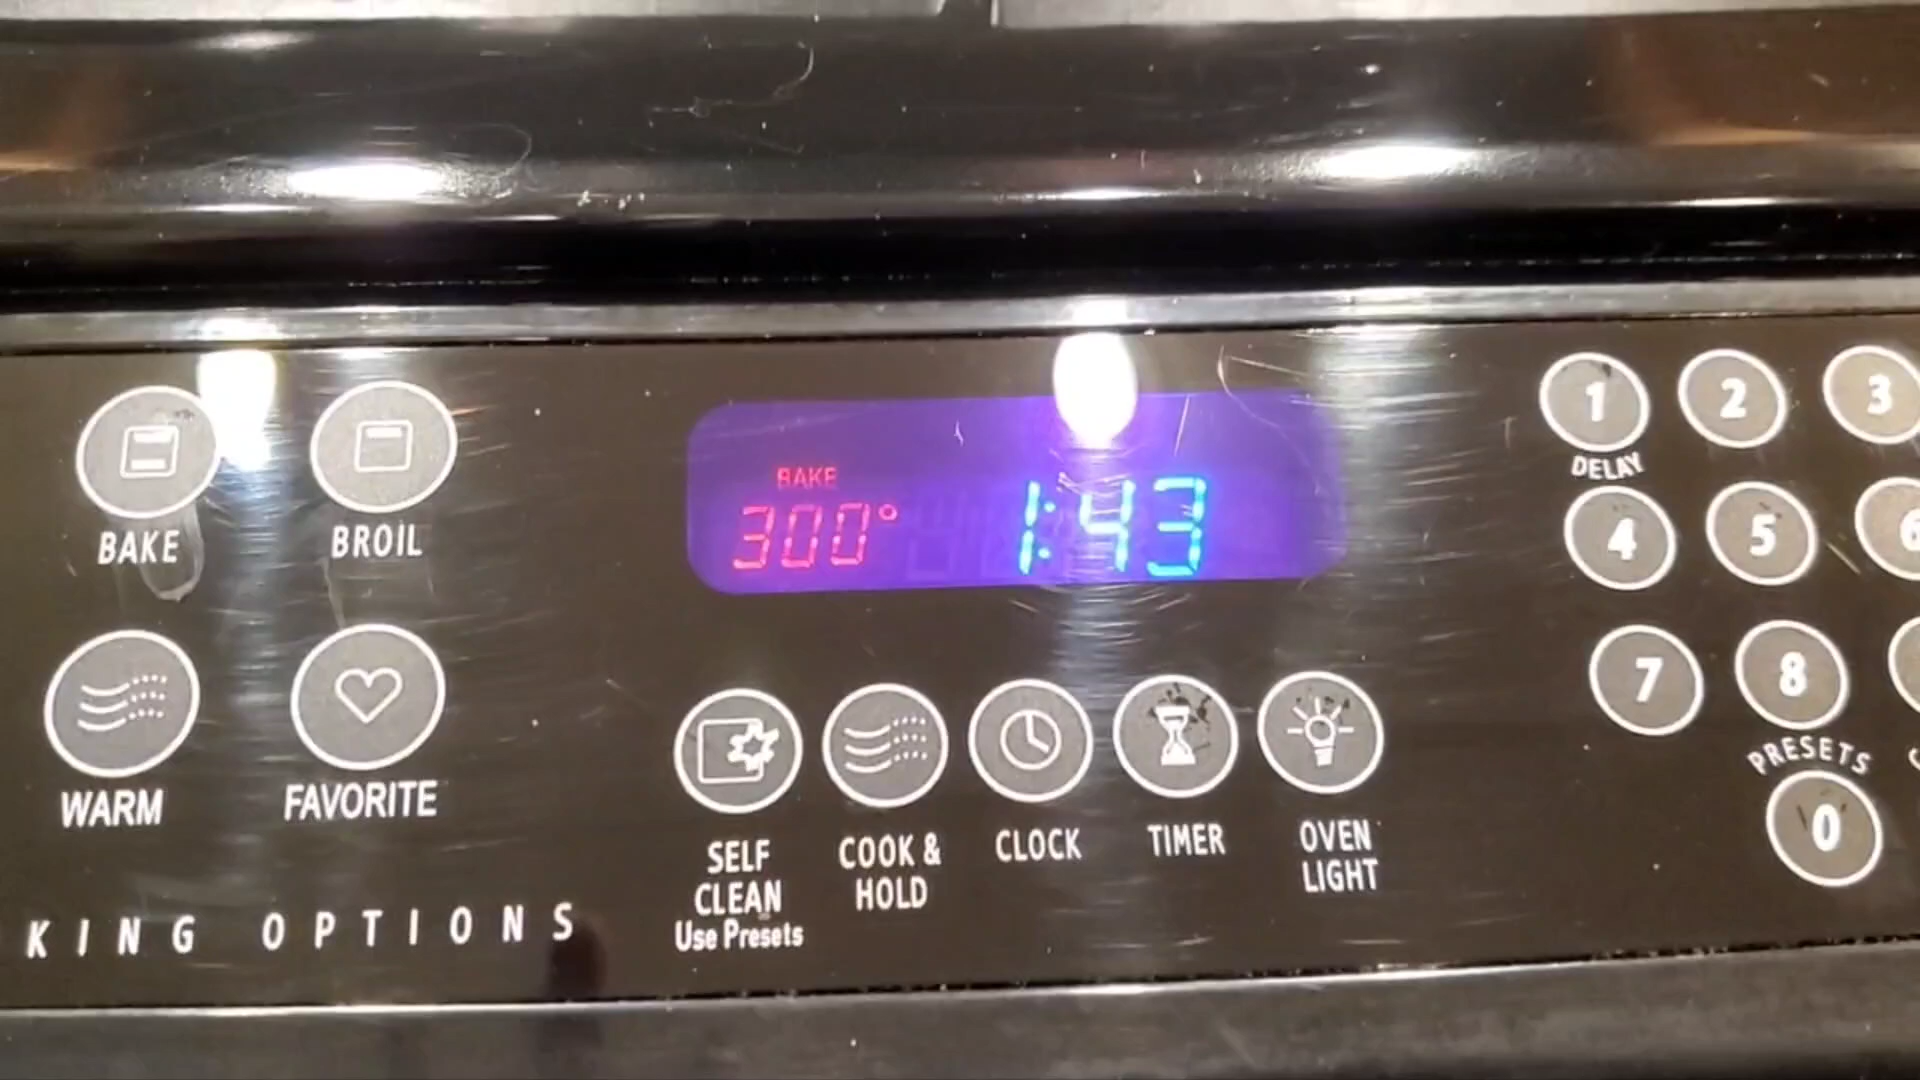 1 2 3
DELAY
BAKE
300° 1:43
BAKE BROIL
4 5 6
7 8
WARM FAVORITE
PRESETS
0
SELF
CLEAN
Use Presets
COOK &
HOLD
CLOCK
TIMER
OVEN
LIGHT
KING OPTIONS